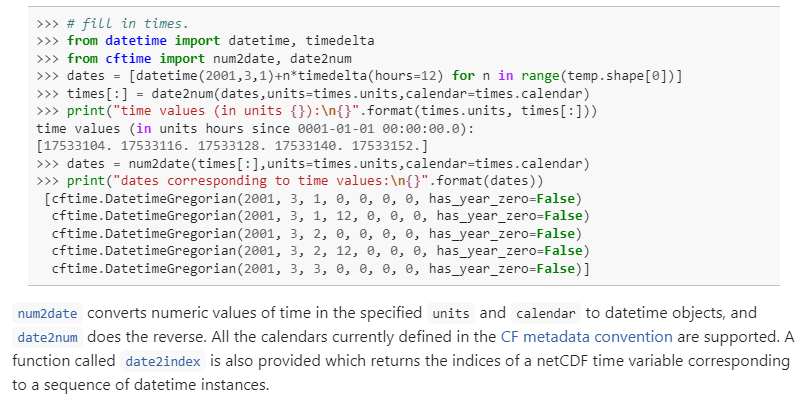 >>> # fill in times.
>>> from datetime import datetime, timedelta
>>> from cftime import num2date, date2num
>>> dates = [datetime(2001,3,1)+n*timedelta(hours=12) for n in range(temp.shape[0])]
>>> times[:] = date2num(dates,units=times.units,calendar=times.calendar)
>>> print("time values (in units {}):\n{}".format(times.units, times[:]))
time values (in units hours since 0001-01-01 00:00:00.0):
[17533104. 17533116. 17533128. 17533140. 17533152.]
>>> dates = num2date(times[:],units=times.units,calendar=times.calendar)
>>> print("dates corresponding to time values:\n{}".format(dates))
 [cftime.DatetimeGregorian(2001, 3, 1, 0, 0, 0, 0, has_year_zero=False)
  cftime.DatetimeGregorian(2001, 3, 1, 12, 0, 0, 0, has_year_zero=False)
  cftime.DatetimeGregorian(2001, 3, 2, 0, 0, 0, 0, has_year_zero=False)
  cftime.DatetimeGregorian(2001, 3, 2, 12, 0, 0, 0, has_year_zero=False)
  cftime.DatetimeGregorian(2001, 3, 3, 0, 0, 0, 0, has_year_zero=False)]
num2date converts numeric values of time in the specified units and calendar to datetime objects, and
date2num does the reverse. All the calendars currently defined in the CF metadata convention are supported. A
function called date2index is also provided which returns the indices of a netCDF time variable corresponding
to a sequence of datetime instances.